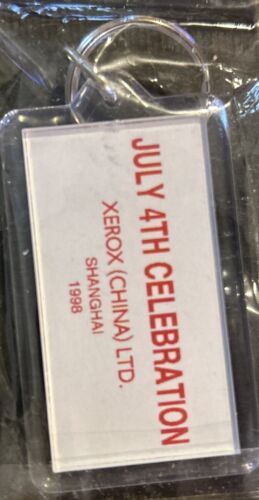 JULY 4TH CELEBRATION
XEROX (CHINA) LTD.
SHANGHAI
1998